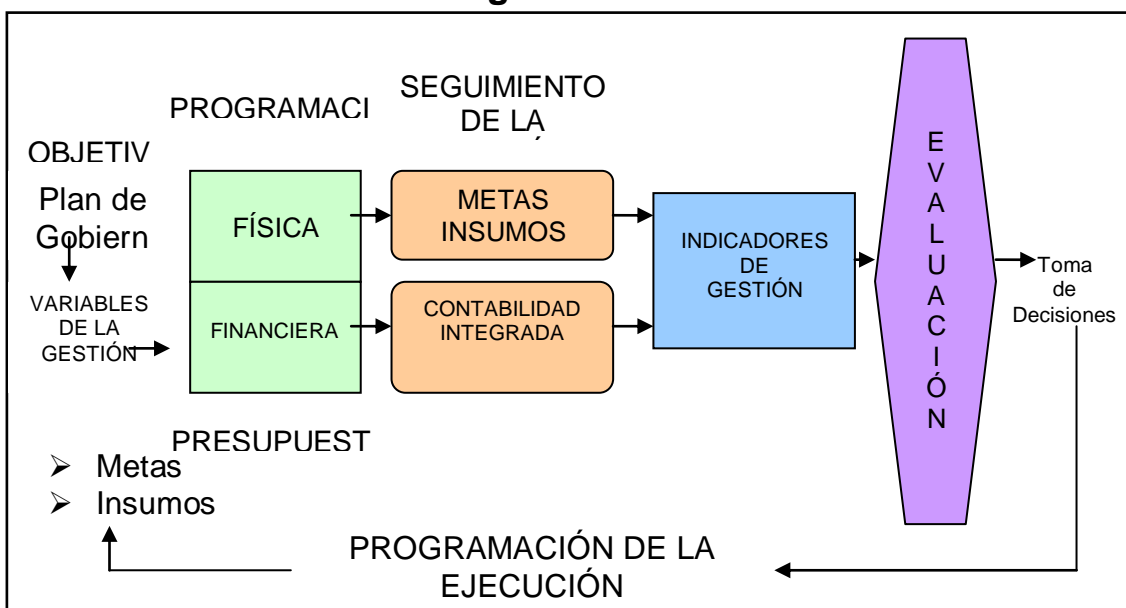 g
PROGRAMACI
SEGUIMIENTO
DE LA
OBJETIV
Plan de
Gobiern
VARIABLES
DE LA
GESTIÓN
FÍSICA
FINANCIERA
METAS
INSUMOS
CONTABILIDAD
INTEGRADA
INDICADORES
DE
GESTIÓN
EVALUACIÓN
Toma
de
Decisiones
PRESUPUEST
➢ Metas
➢ Insumos
PROGRAMACIÓN DE LA
EJECUCIÓN